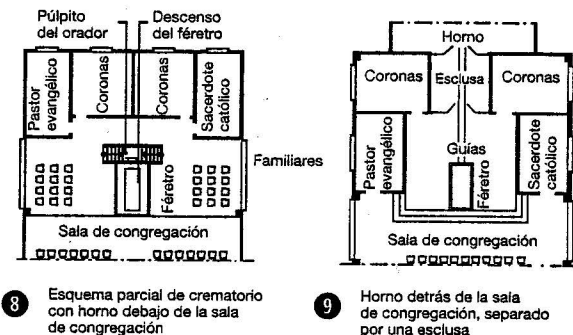 Púlpito
del orador
Descenso
del féretro
Pastor
evangélico
Coronas
Coronas
Sacerdote
católico
Féretro
Familiares
Sala de congregación
8 Esquema parcial de crematorio
con horno debajo de la sala
de congregación
Horno
Coronas
Esclusa
Coronas
Pastor
evangélico
Guías
Féretro
Sacerdote
católico
Sala de congregación
9 Horno detrás de la sala
de congregación, separado
por una esclusa